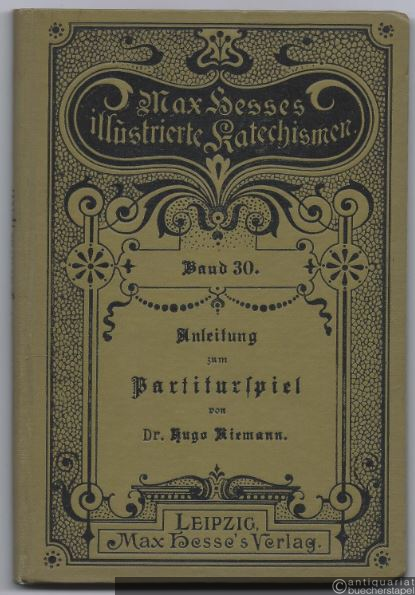 Max Hesses
illustrierte Katechismen.
Band 30.
Anleitung
zum
Partiturſpiel
von
Dr. Hugo Riemann.
LEIPZIG,
Max Hesse's Verlag.
antiquariat
buecherstapel